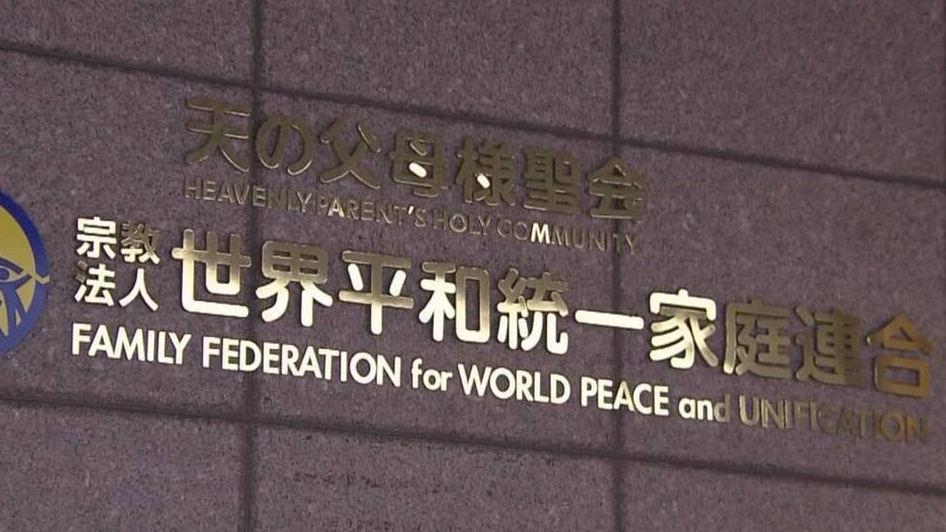 天の父母様聖会
HEAVENLY PARENT'S HOLY COMMUNITY
宗教法人 世界平和統一家庭連合
FAMILY FEDERATION for WORLD PEACE and UNIFICATION